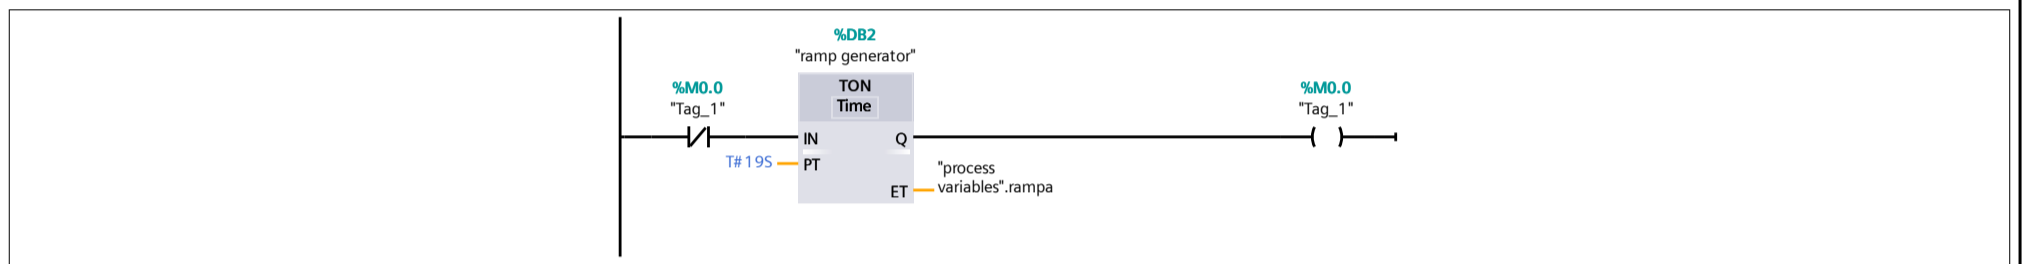 %DB2
"ramp generator"
%M0.0
"Tag_1"
TON
Time
%M0.0
"Tag_1"
IN
Q
T#19S
PT
ET
"process
variables".rampa